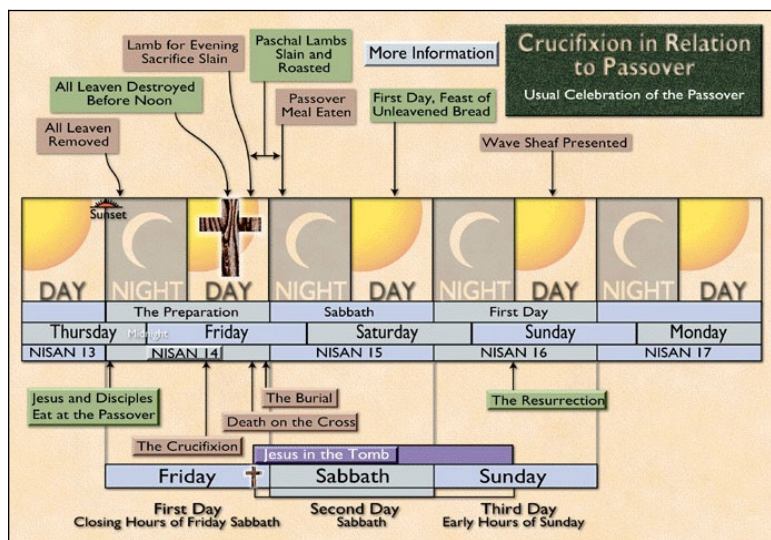 Crucifixion in Relation
to Passover
Usual Celebration of the Passover
More Information
Lamb for Evening
Sacrifice Slain
Paschal Lambs
Slain and Roasted
All Leaven Destroyed
Before Noon
Passover
Meal Eaten
First Day, Feast of
Unleavened Bread
All Leaven
Removed
Wave Sheaf Presented
Sunset
DAY NIGHT DAY NIGHT DAY NIGHT DAY NIGHT DAY
The Preparation Sabbath First Day
Thursday Midnight Friday Saturday Sunday Monday
NISAN 13 NISAN 14 NISAN 15 NISAN 16 NISAN 17
Jesus and Disciples
Eat at the Passover
The Burial
Death on the Cross
The Crucifixion
The Resurrection
Jesus in the Tomb
Friday Sabbath Sunday
First Day Second Day Third Day
Closing Hours of Friday Sabbath Sabbath Early Hours of Sunday